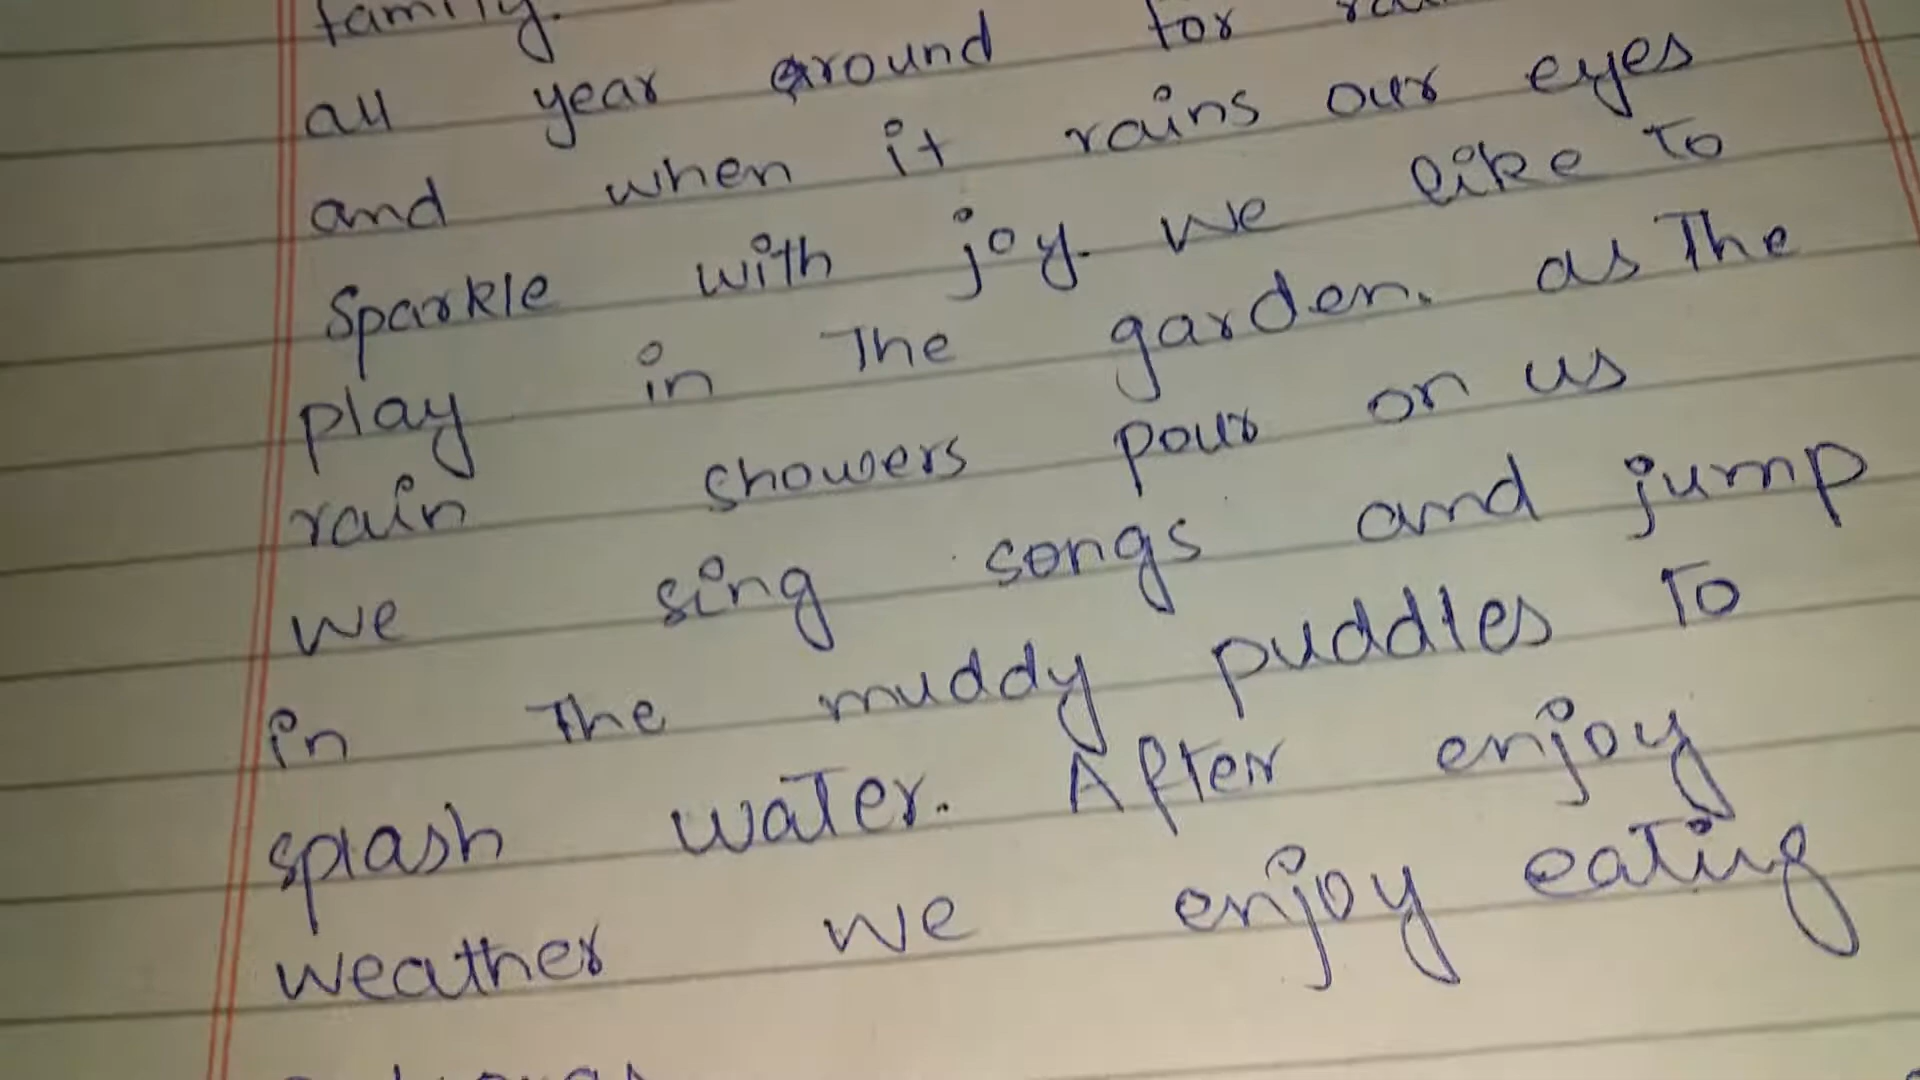 family.
all year around for
and when it rains our eyes
Sparkle with joy. we like To
play in The garden. as The
rain showers pour on us
we sing songs and jump
in The muddy puddles To
splash water. After enjoy
weather we enjoy eating